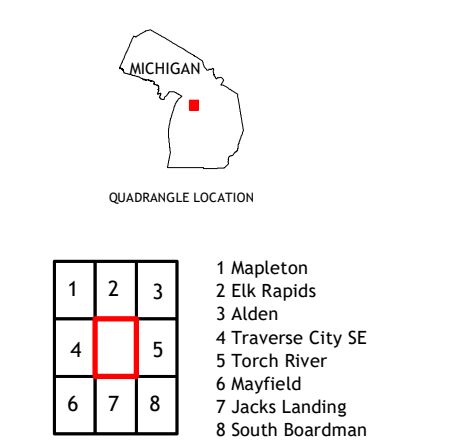 MICHIGAN
QUADRANGLE LOCATION
1 2 3
4 5
6 7 8
1 Mapleton
2 Elk Rapids
3 Alden
4 Traverse City SE
5 Torch River
6 Mayfield
7 Jacks Landing
8 South Boardman